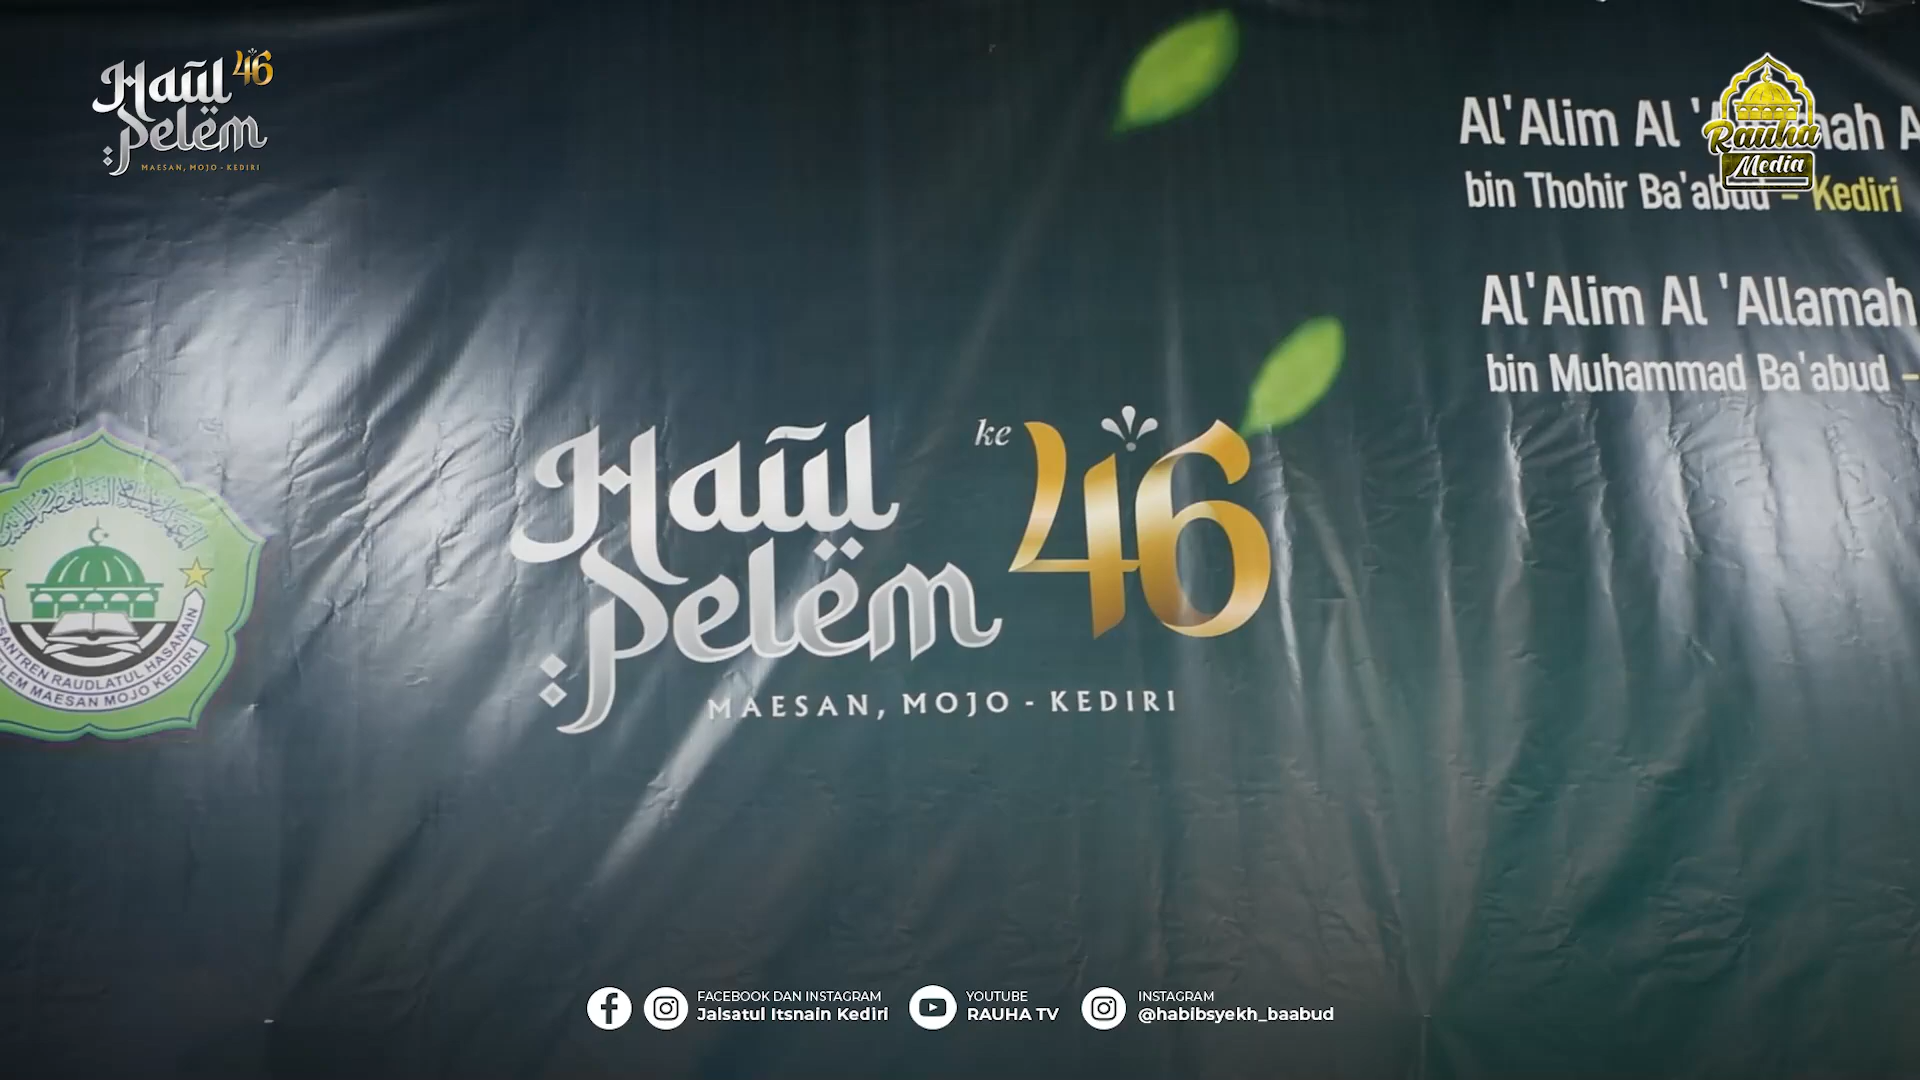 Haul 46
Pelem
MAESAN, MOJO - KEDIRI
Rauha
Media
Al'Alim Al
bin Thohir Ba'abud - Kediri
Al'Alim Al 'Allamah
bin Muhammad Ba'abud -
Haul ke 46
Pelem
MAESAN, MOJO - KEDIRI
RAUDLATUL HASANAIN
MAESAN MOJO KEDIRI
FACEBOOK DAN INSTAGRAM
Jalsatul Itsnain Kediri
YOUTUBE
RAUHA TV
INSTAGRAM
@habibsyekh_baabud